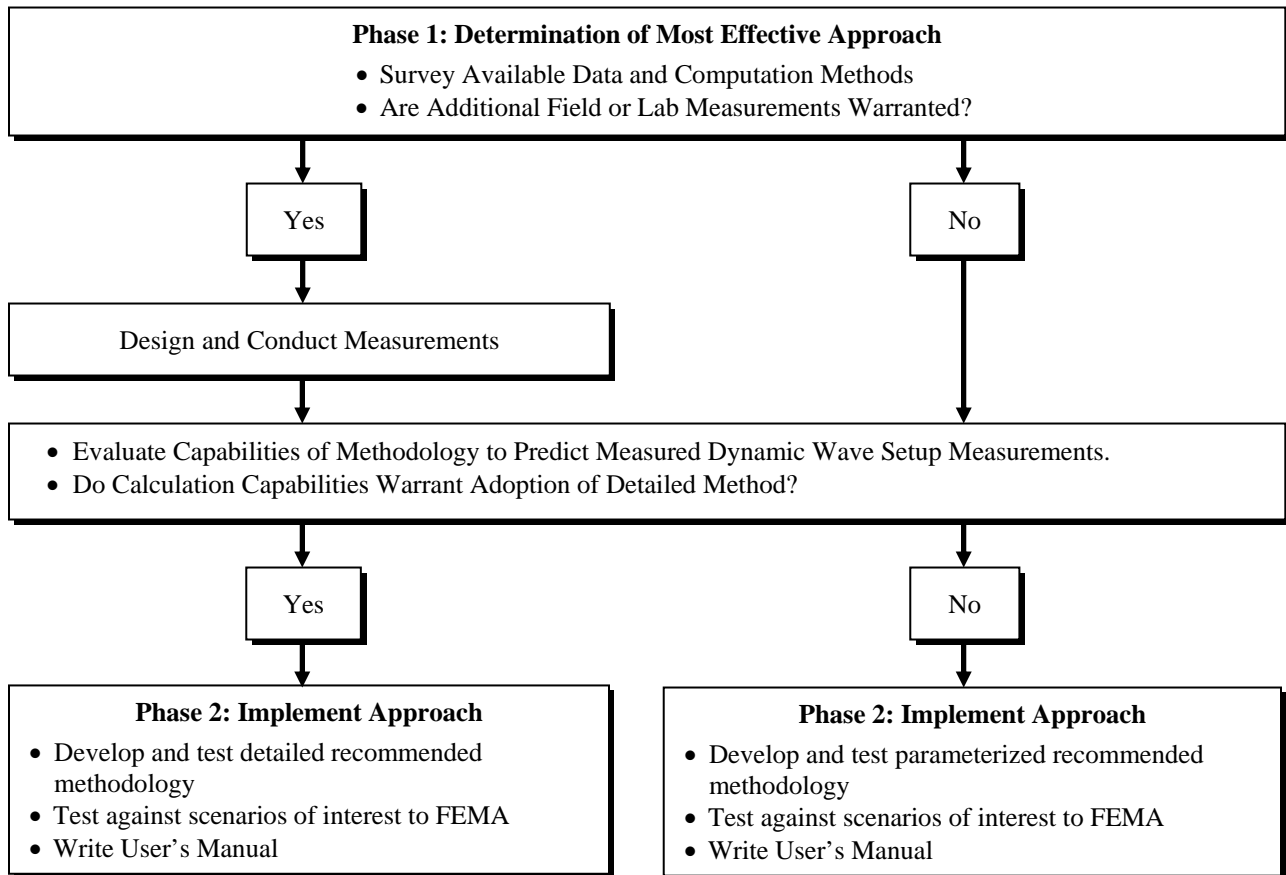 Phase 1: Determination of Most Effective Approach
• Survey Available Data and Computation Methods
• Are Additional Field or Lab Measurements Warranted?
Yes
No
Design and Conduct Measurements
• Evaluate Capabilities of Methodology to Predict Measured Dynamic Wave Setup Measurements.
• Do Calculation Capabilities Warrant Adoption of Detailed Method?
Yes
No
Phase 2: Implement Approach
• Develop and test detailed recommended
methodology
• Test against scenarios of interest to FEMA
• Write User’s Manual
Phase 2: Implement Approach
• Develop and test parameterized recommended
methodology
• Test against scenarios of interest to FEMA
• Write User’s Manual